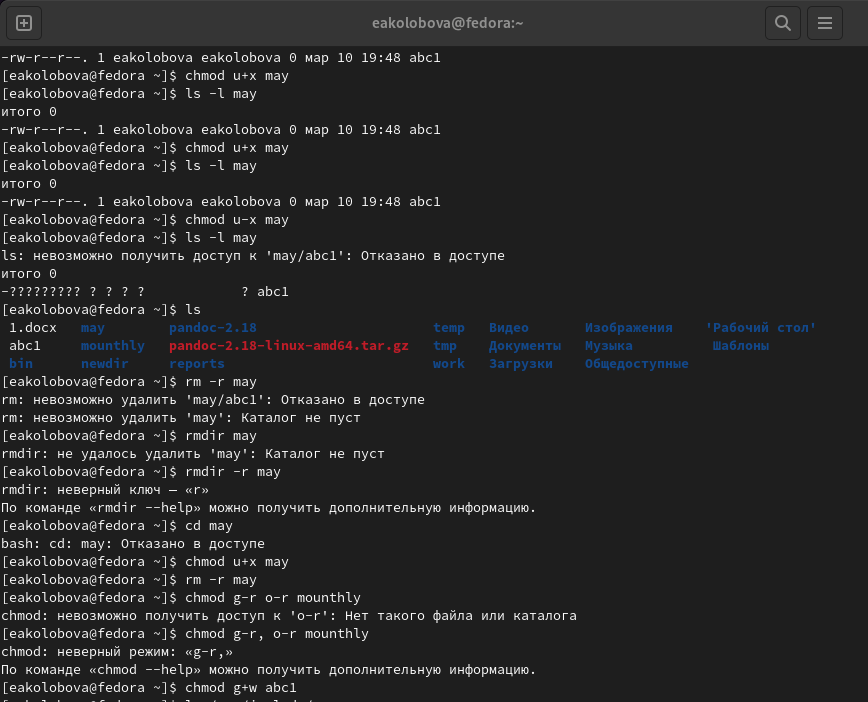 eakolobova@fedora:~
-rw-r--r--. 1 eakolobova eakolobova 0 мар 10 19:48 abc1
[eakolobova@fedora ~]$ chmod u+x may
[eakolobova@fedora ~]$ ls -l may
итого 0
-rw-r--r--. 1 eakolobova eakolobova 0 мар 10 19:48 abc1
[eakolobova@fedora ~]$ chmod u+x may
[eakolobova@fedora ~]$ ls -l may
итого 0
-rw-r--r--. 1 eakolobova eakolobova 0 мар 10 19:48 abc1
[eakolobova@fedora ~]$ chmod u-x may
[eakolobova@fedora ~]$ ls -l may
ls: невозможно получить доступ к 'may/abc1': Отказано в доступе
итого 0
-????????? ? ? ? ?            ? abc1
[eakolobova@fedora ~]$ ls
1.docx   may       pandoc-2.18                      temp   Видео      Изображения    'Рабочий стол'
abc1     mounthly  pandoc-2.18-linux-amd64.tar.gz   tmp    Документы   Музыка          Шаблоны
bin      newdir    reports                          work   Загрузки   Общедоступные
[eakolobova@fedora ~]$ rm -r may
rm: невозможно удалить 'may/abc1': Отказано в доступе
rm: невозможно удалить 'may': Каталог не пуст
[eakolobova@fedora ~]$ rmdir may
rmdir: не удалось удалить 'may': Каталог не пуст
[eakolobova@fedora ~]$ rmdir -r may
rmdir: неверный ключ — «r»
По команде «rmdir --help» можно получить дополнительную информацию.
[eakolobova@fedora ~]$ cd may
bash: cd: may: Отказано в доступе
[eakolobova@fedora ~]$ chmod u+x may
[eakolobova@fedora ~]$ rm -r may
[eakolobova@fedora ~]$ chmod g-r o-r mounthly
chmod: невозможно получить доступ к 'o-r': Нет такого файла или каталога
[eakolobova@fedora ~]$ chmod g-r, o-r mounthly
chmod: неверный режим: «g-r,»
По команде «chmod --help» можно получить дополнительную информацию.
[eakolobova@fedora ~]$ chmod g+w abc1